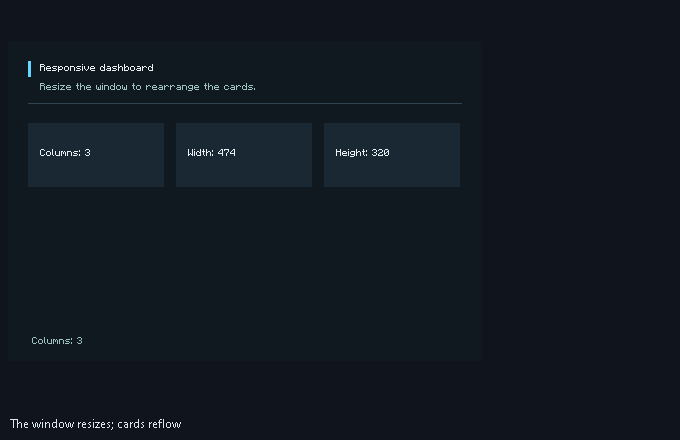 Responsive dashboard
Resize the window to rearrange the cards.
Columns: 3
Width: 474
Height: 320
Columns: 3
The window resizes; cards reflow